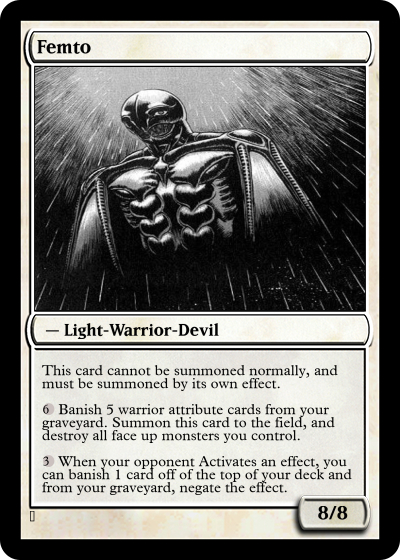 Femto
— Light-Warrior-Devil
This card cannot be summoned normally, and
must be summoned by its own effect.
6 Banish 5 warrior attribute cards from your
graveyard. Summon this card to the field, and
destroy all face up monsters you control.
3 When your opponent Activates an effect, you
can banish 1 card off of the top of your deck and
from your graveyard, negate the effect.
8/8